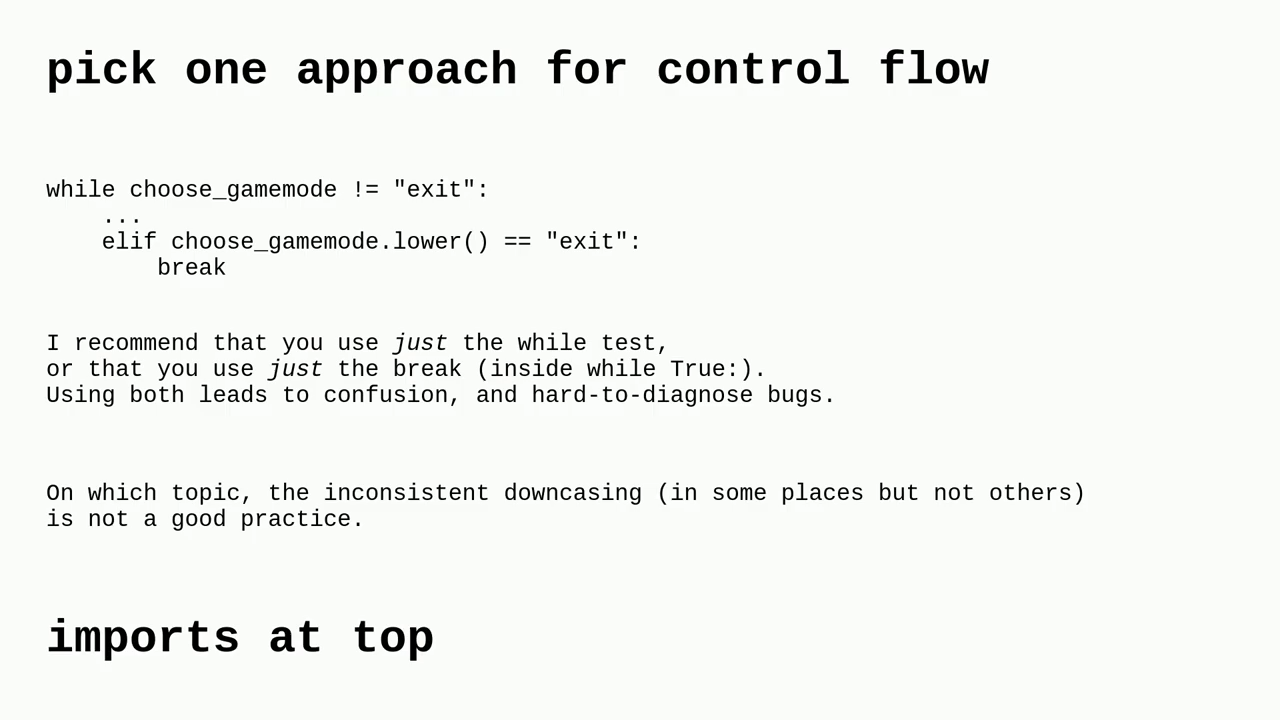 pick one approach for control flow
while choose_gamemode != "exit":
    ...
    elif choose_gamemode.lower() == "exit":
        break
I recommend that you use just the while test,
or that you use just the break (inside while True:).
Using both leads to confusion, and hard-to-diagnose bugs.
On which topic, the inconsistent downcasing (in some places but not others)
is not a good practice.
imports at top